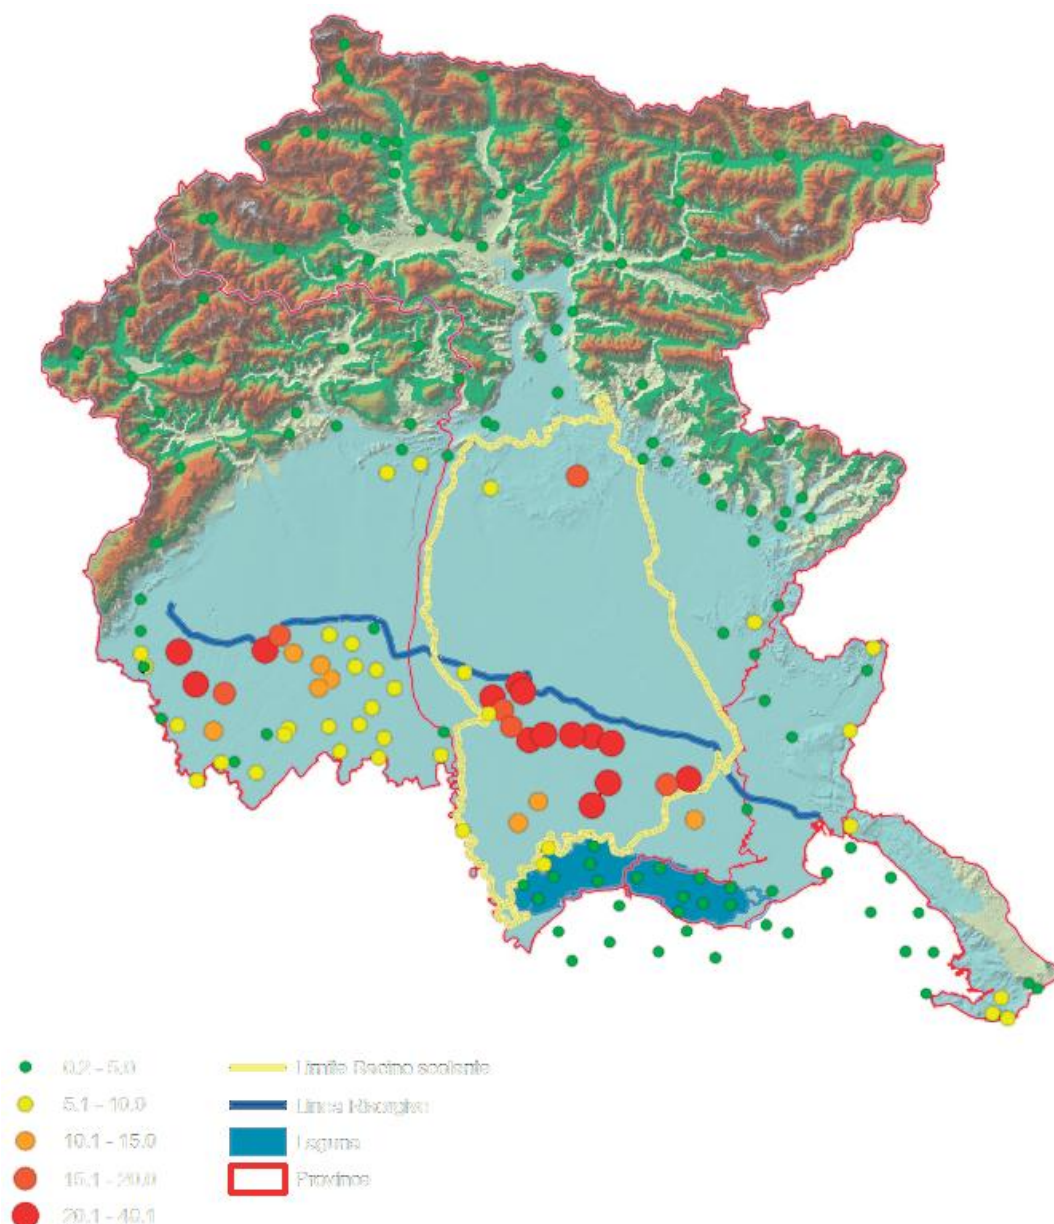 0.2 - 5.0
5.1 - 10.0
10.1 - 15.0
15.1 - 20.0
20.1 - 40.1
Limite Bacino scolante
Linea Risorgive
Laguna
Province